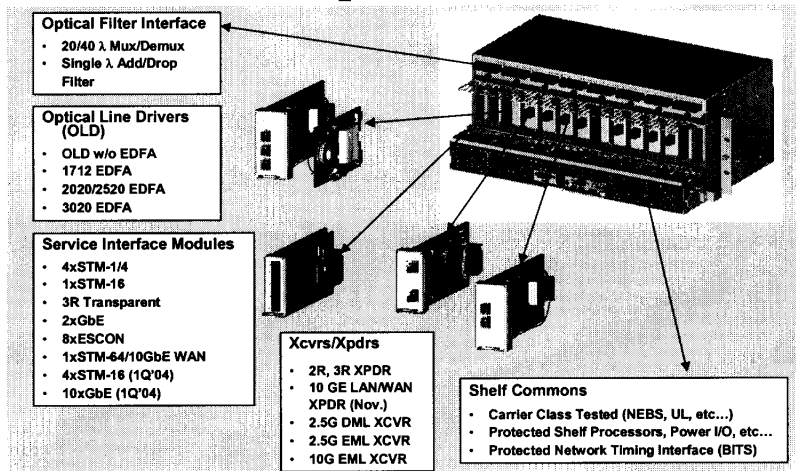 Optical Filter Interface
• 20/40 λ Mux/Demux
• Single λ Add/Drop
Filter
Optical Line Drivers
(OLD)
• OLD w/o EDFA
• 1712 EDFA
• 2020/2520 EDFA
• 3020 EDFA
Service Interface Modules
• 4xSTM-1/4
• 1xSTM-16
• 3R Transparent
• 2xGbE
• 8xESCON
• 1xSTM-64/10GbE WAN
• 4xSTM-16 (1Q'04)
• 10xGbE (1Q'04)
Xcvrs/Xpdrs
• 2R, 3R XPDR
• 10 GE LAN/WAN
XPDR (Nov.)
• 2.5G DML XCVR
• 2.5G EML XCVR
• 10G EML XCVR
Shelf Commons
• Carrier Class Tested (NEBS, UL, etc…)
• Protected Shelf Processors, Power I/O, etc…
• Protected Network Timing Interface (BITS)